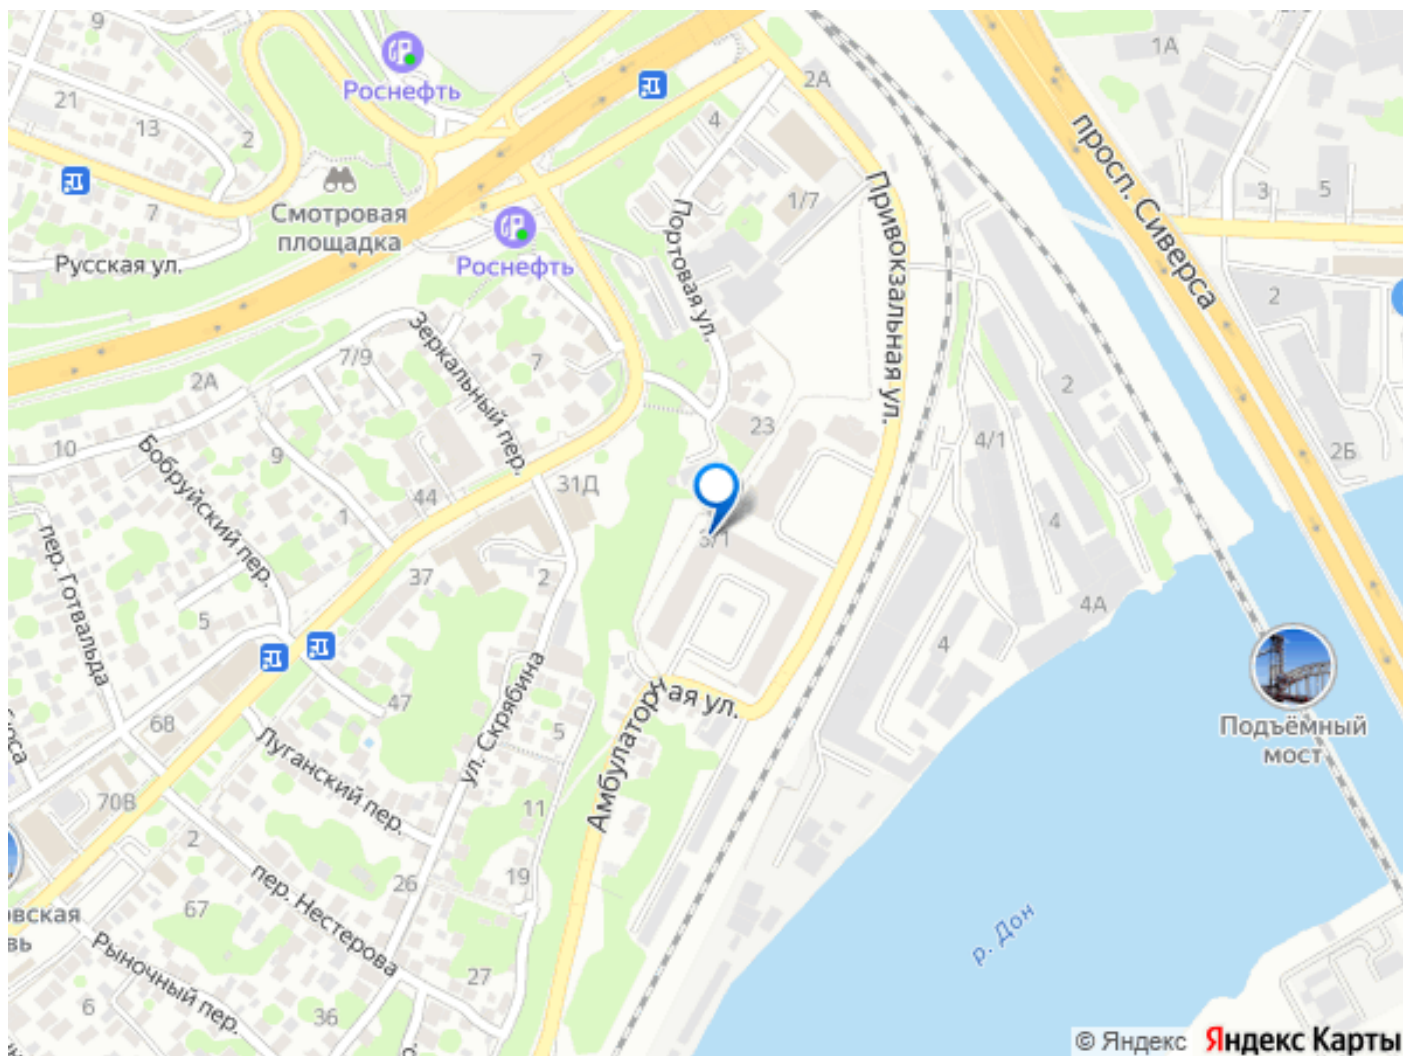 9
Роснефть
1А
2А
21
13
2
4
просп. Сиверса
7
Смотровая
площадка
1/7
Привокзальная ул.
3
5
Русская ул.
Роснефть
Портовая ул.
2
7/9
Зеркальный пер.
7
2А
2
10
Бобруйский пер.
9
23
4/1
2Б
44
31Д
1
3/1
4
пер. Готвальда
37
2
4А
5
4
47
ул. Скрябина
Амбулаторная ул.
68
5
Подъёмный
мост
Луганский пер.
70В
11
2
26
19
пер. Нестерова
67
вская
вь
р. Дон
Рыночный пер.
27
6
36
© Яндекс Яндекс Карты